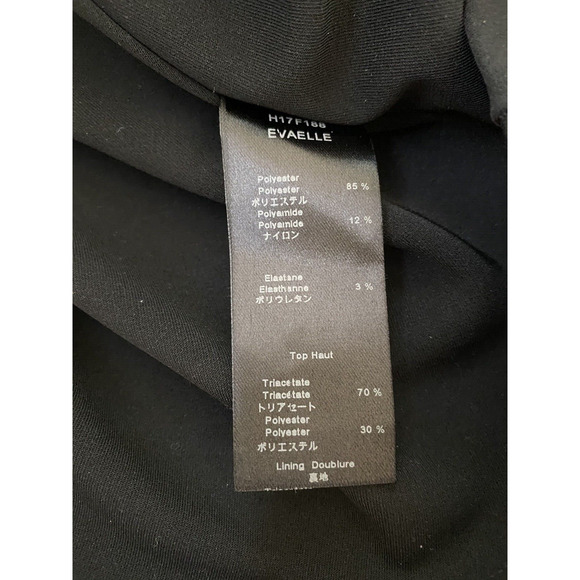 H17F188
EVAELLE
Polyester
Polyester 85 %
ポリエステル
Polyamide
Polyamide 12 %
ナイロン
Elastane
Elasthanne 3 %
ポリウレタン
Top Haut
Triacetate
Triacétate 70 %
トリアセート
Polyester
Polyester 30 %
ポリエステル
Lining Doublure
裏地